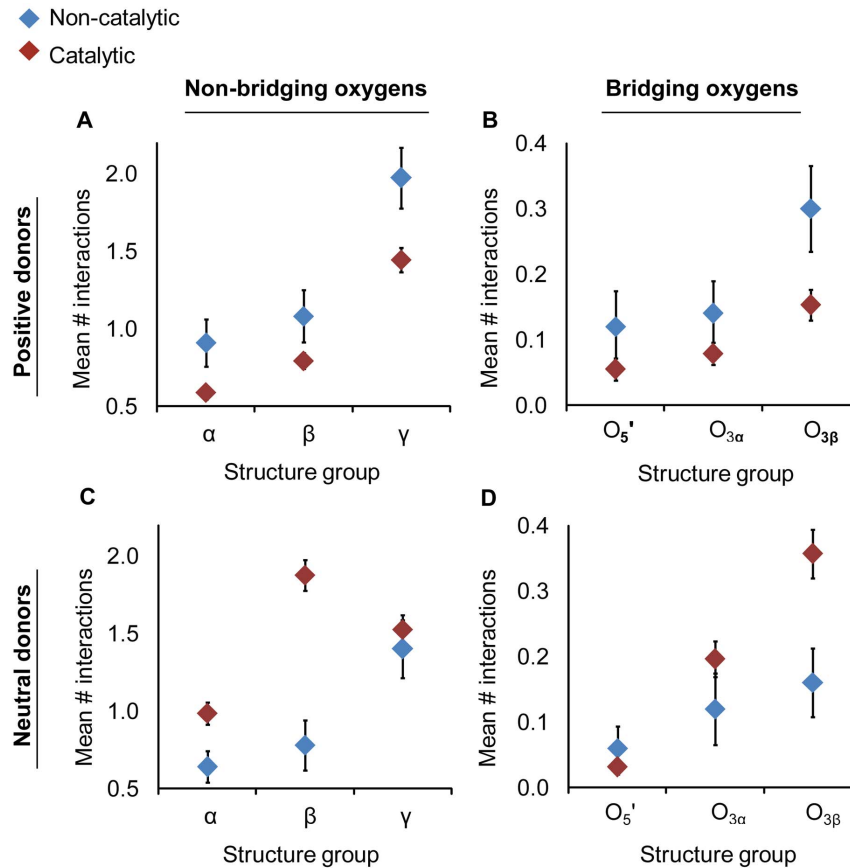 Non-catalytic
Catalytic
Non-bridging oxygens
Bridging oxygens
Positive donors
Neutral donors
A
Mean # interactions
2.0
1.5
1.0
0.5
α β γ
Structure group
B
Mean # interactions
0.4
0.3
0.2
0.1
0.0
O5' O3α O3β
Structure group
C
Mean # interactions
2.0
1.5
1.0
0.5
α β γ
Structure group
D
Mean # interactions
0.4
0.3
0.2
0.1
0.0
O5' O3α O3β
Structure group